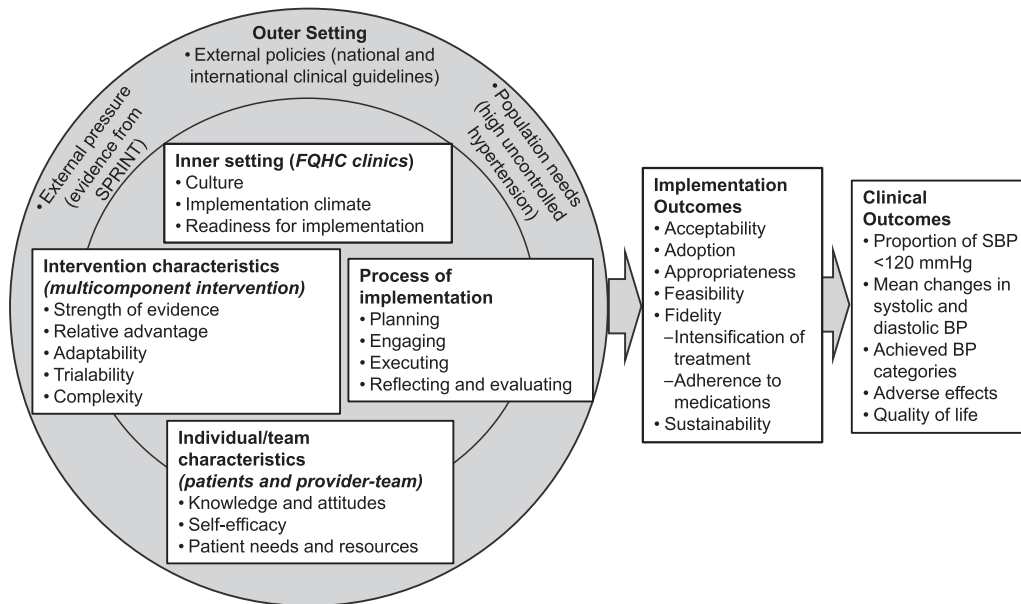 Outer Setting
• External policies (national and
international clinical guidelines)
• External pressure
(evidence from
SPRINT)
• Population needs
(high uncontrolled
hypertension)
Inner setting (FQHC clinics)
• Culture
• Implementation climate
• Readiness for implementation
Intervention characteristics
(multicomponent intervention)
• Strength of evidence
• Relative advantage
• Adaptability
• Trialability
• Complexity
Process of
implementation
• Planning
• Engaging
• Executing
• Reflecting and evaluating
Individual/team
characteristics
(patients and provider-team)
• Knowledge and attitudes
• Self-efficacy
• Patient needs and resources
Implementation
Outcomes
• Acceptability
• Adoption
• Appropriateness
• Feasibility
• Fidelity
–Intensification of
treatment
–Adherence to
medications
• Sustainability
Clinical
Outcomes
• Proportion of SBP
<120 mmHg
• Mean changes in
systolic and
diastolic BP
• Achieved BP
categories
• Adverse effects
• Quality of life